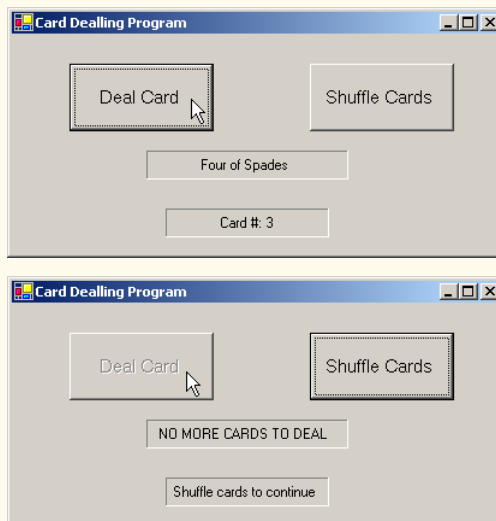 Card Dealling Program
Deal Card Shuffle Cards
Four of Spades
Card #: 3
Card Dealling Program
Deal Card Shuffle Cards
NO MORE CARDS TO DEAL
Shuffle cards to continue